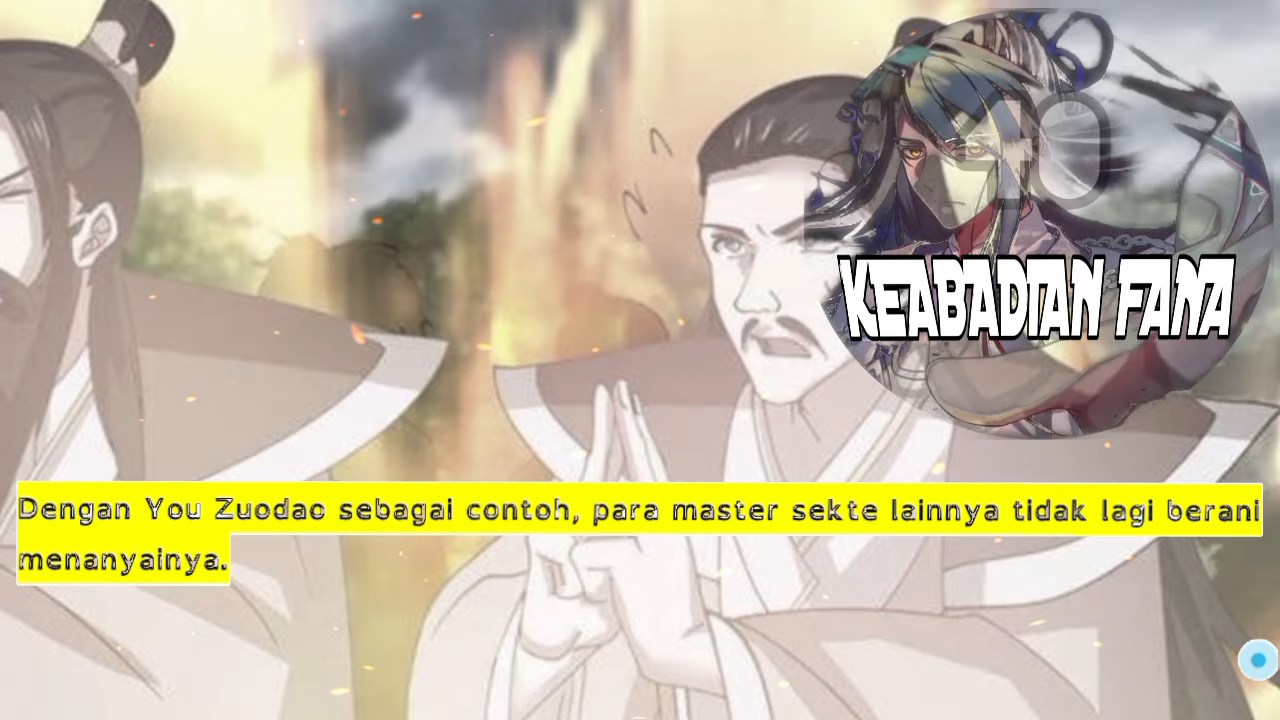 KEABADIAN FANA
Dengan You Zuodao sebagai contoh, para master sekte lainnya tidak lagi berani
menanyainya.